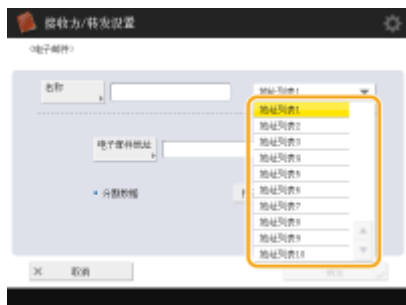 接收方/转发设置
<电子邮件>
名称
地址列表1
地址列表1
地址列表2
地址列表3
地址列表4
地址列表5
地址列表6
地址列表7
地址列表8
地址列表9
地址列表10
电子邮件地址
分割数据
取消
确定